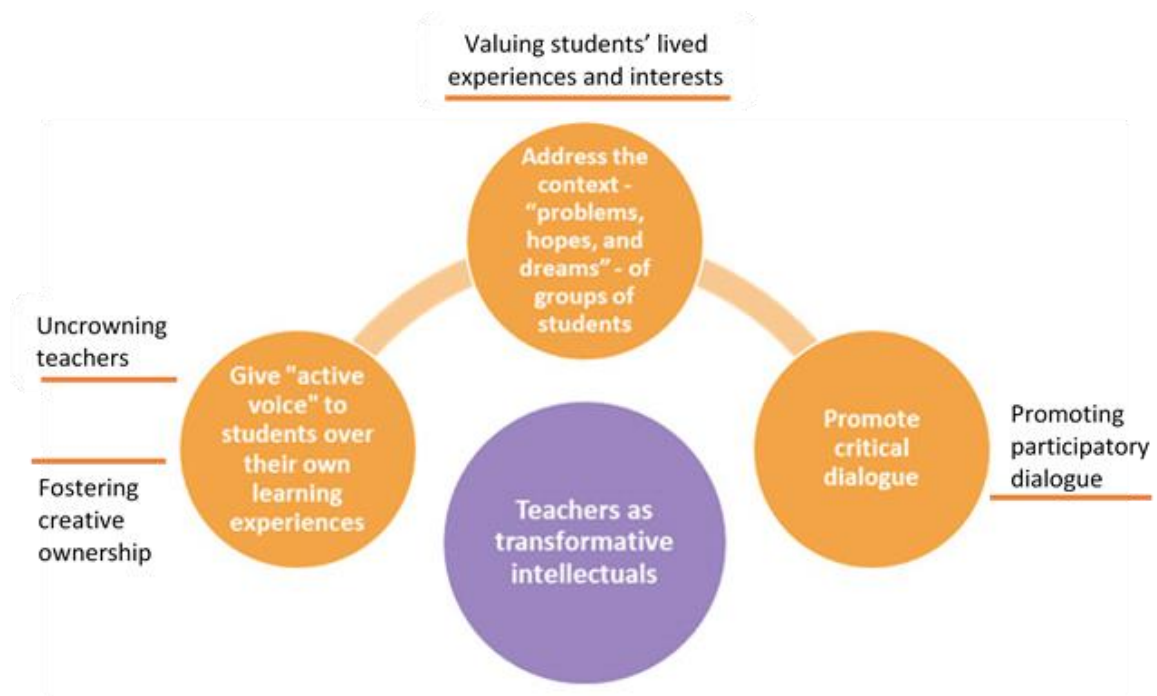 Valuing students’ lived
experiences and interests
Address the
context -
“problems,
hopes, and
dreams” - of
groups of
students
Uncrowning
teachers
Give "active
voice" to
students over
their own
learning
experiences
Fostering
creative
ownership
Teachers as
transformative
intellectuals
Promote
critical
dialogue
Promoting
participatory
dialogue